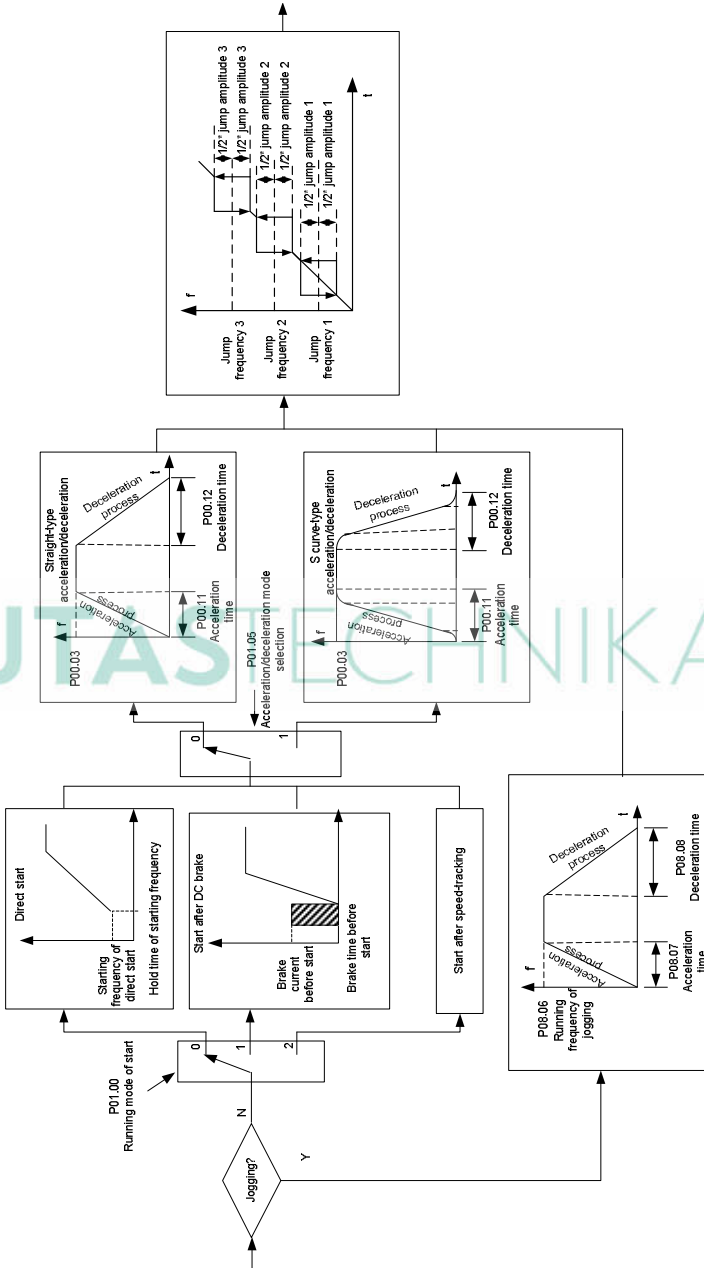 Jogging?
N
Y
P01.00
Running mode of start
0
1
2
Direct start
Starting
frequency of
direct start
Hold time of starting frequency
Start after DC brake
Brake
current
before start
Brake time before
start
Start after speed-tracking
0
1
P01.05
Acceleration/deceleration mode
selection
Straight-type
acceleration/deceleration
f
P00.03
Acceleration
process
Deceleration
process
t
P00.11
Acceleration
time
P00.12
Deceleration time
S curve-type
acceleration/deceleration
f
P00.03
Acceleration
process
Deceleration
process
t
P00.11
Acceleration
time
P00.12
Deceleration time
P08.06
Running
frequency of
jogging
f
Acceleration
process
Deceleration
process
t
P08.07
Acceleration
time
P08.08
Deceleration time
f
Jump
frequency 3
Jump
frequency 2
Jump
frequency 1
1/2* jump amplitude 3
1/2* jump amplitude 3
1/2* jump amplitude 2
1/2* jump amplitude 2
1/2* jump amplitude 1
1/2* jump amplitude 1
t
UTASTECHNIKA